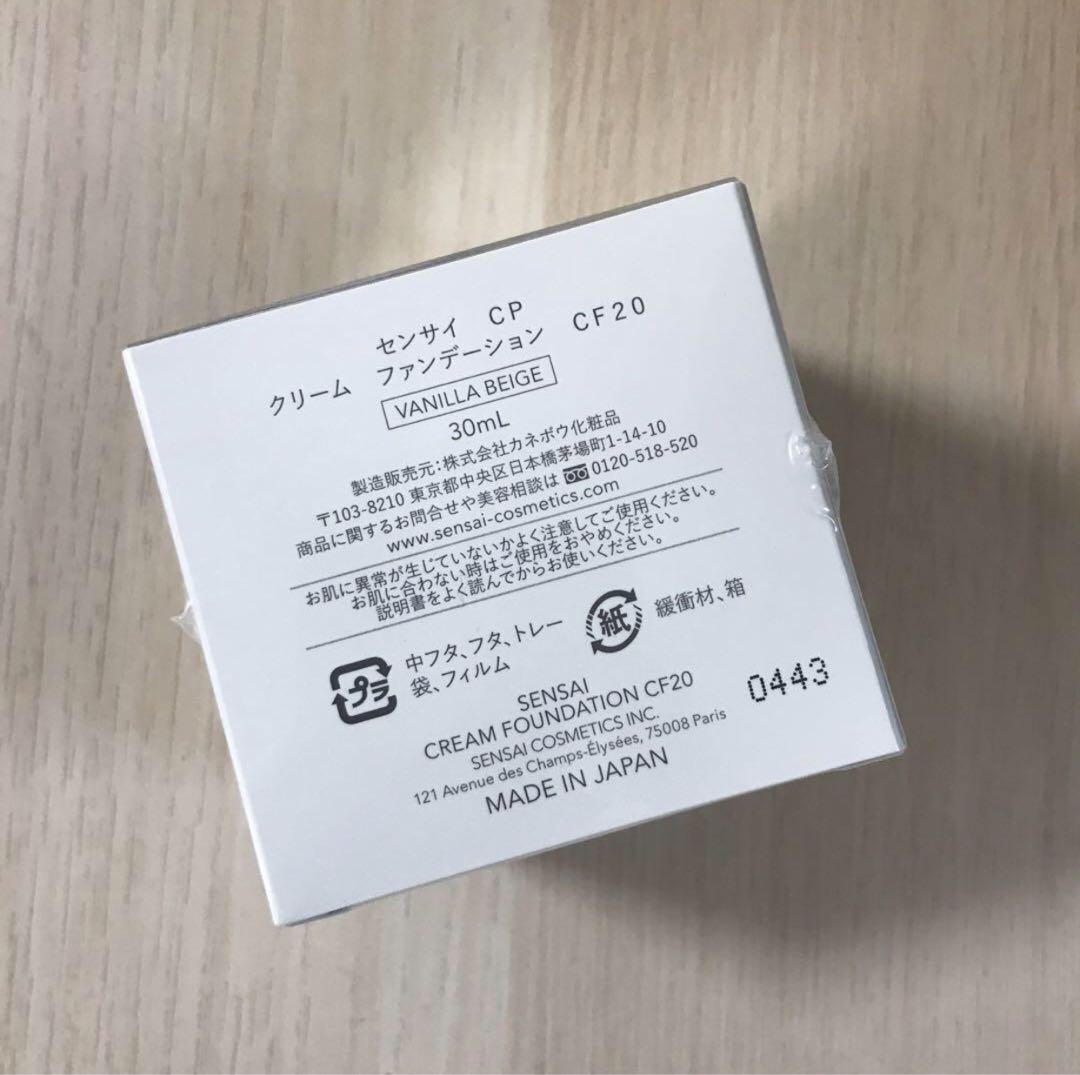 センサイ CP
クリーム ファンデーション CF20
VANILLA BEIGE
30mL
製造販売元:株式会社カネボウ化粧品
〒103-8210 東京都中央区日本橋茅場町1-14-10
商品に関するお問合せや美容相談は 0120-518-520
www.sensai-cosmetics.com
お肌に異常が生じていないかよく注意してご使用ください。
お肌に合わない時はご使用をおやめください。
説明書をよく読んでからお使いください。
プラ
中フタ、フタ、トレー
袋、フィルム
紙
緩衝材、箱
SENSAI
CREAM FOUNDATION CF20
SENSAI COSMETICS INC.
121 Avenue des Champs-Élysées, 75008 Paris
MADE IN JAPAN
0443